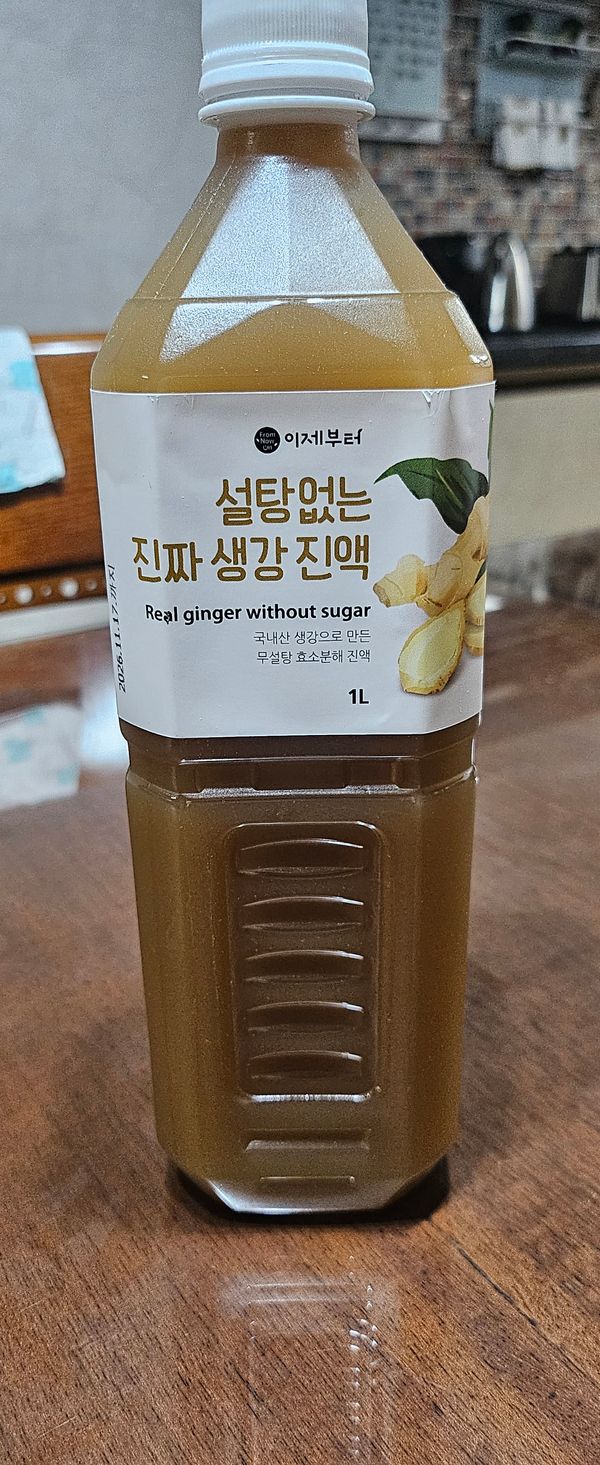 From
Now
On
이제부터
설탕없는
진짜 생강 진액
Real ginger without sugar
국내산 생강으로 만든
무설탕 효소분해 진액
1L
2026.11.17.까지